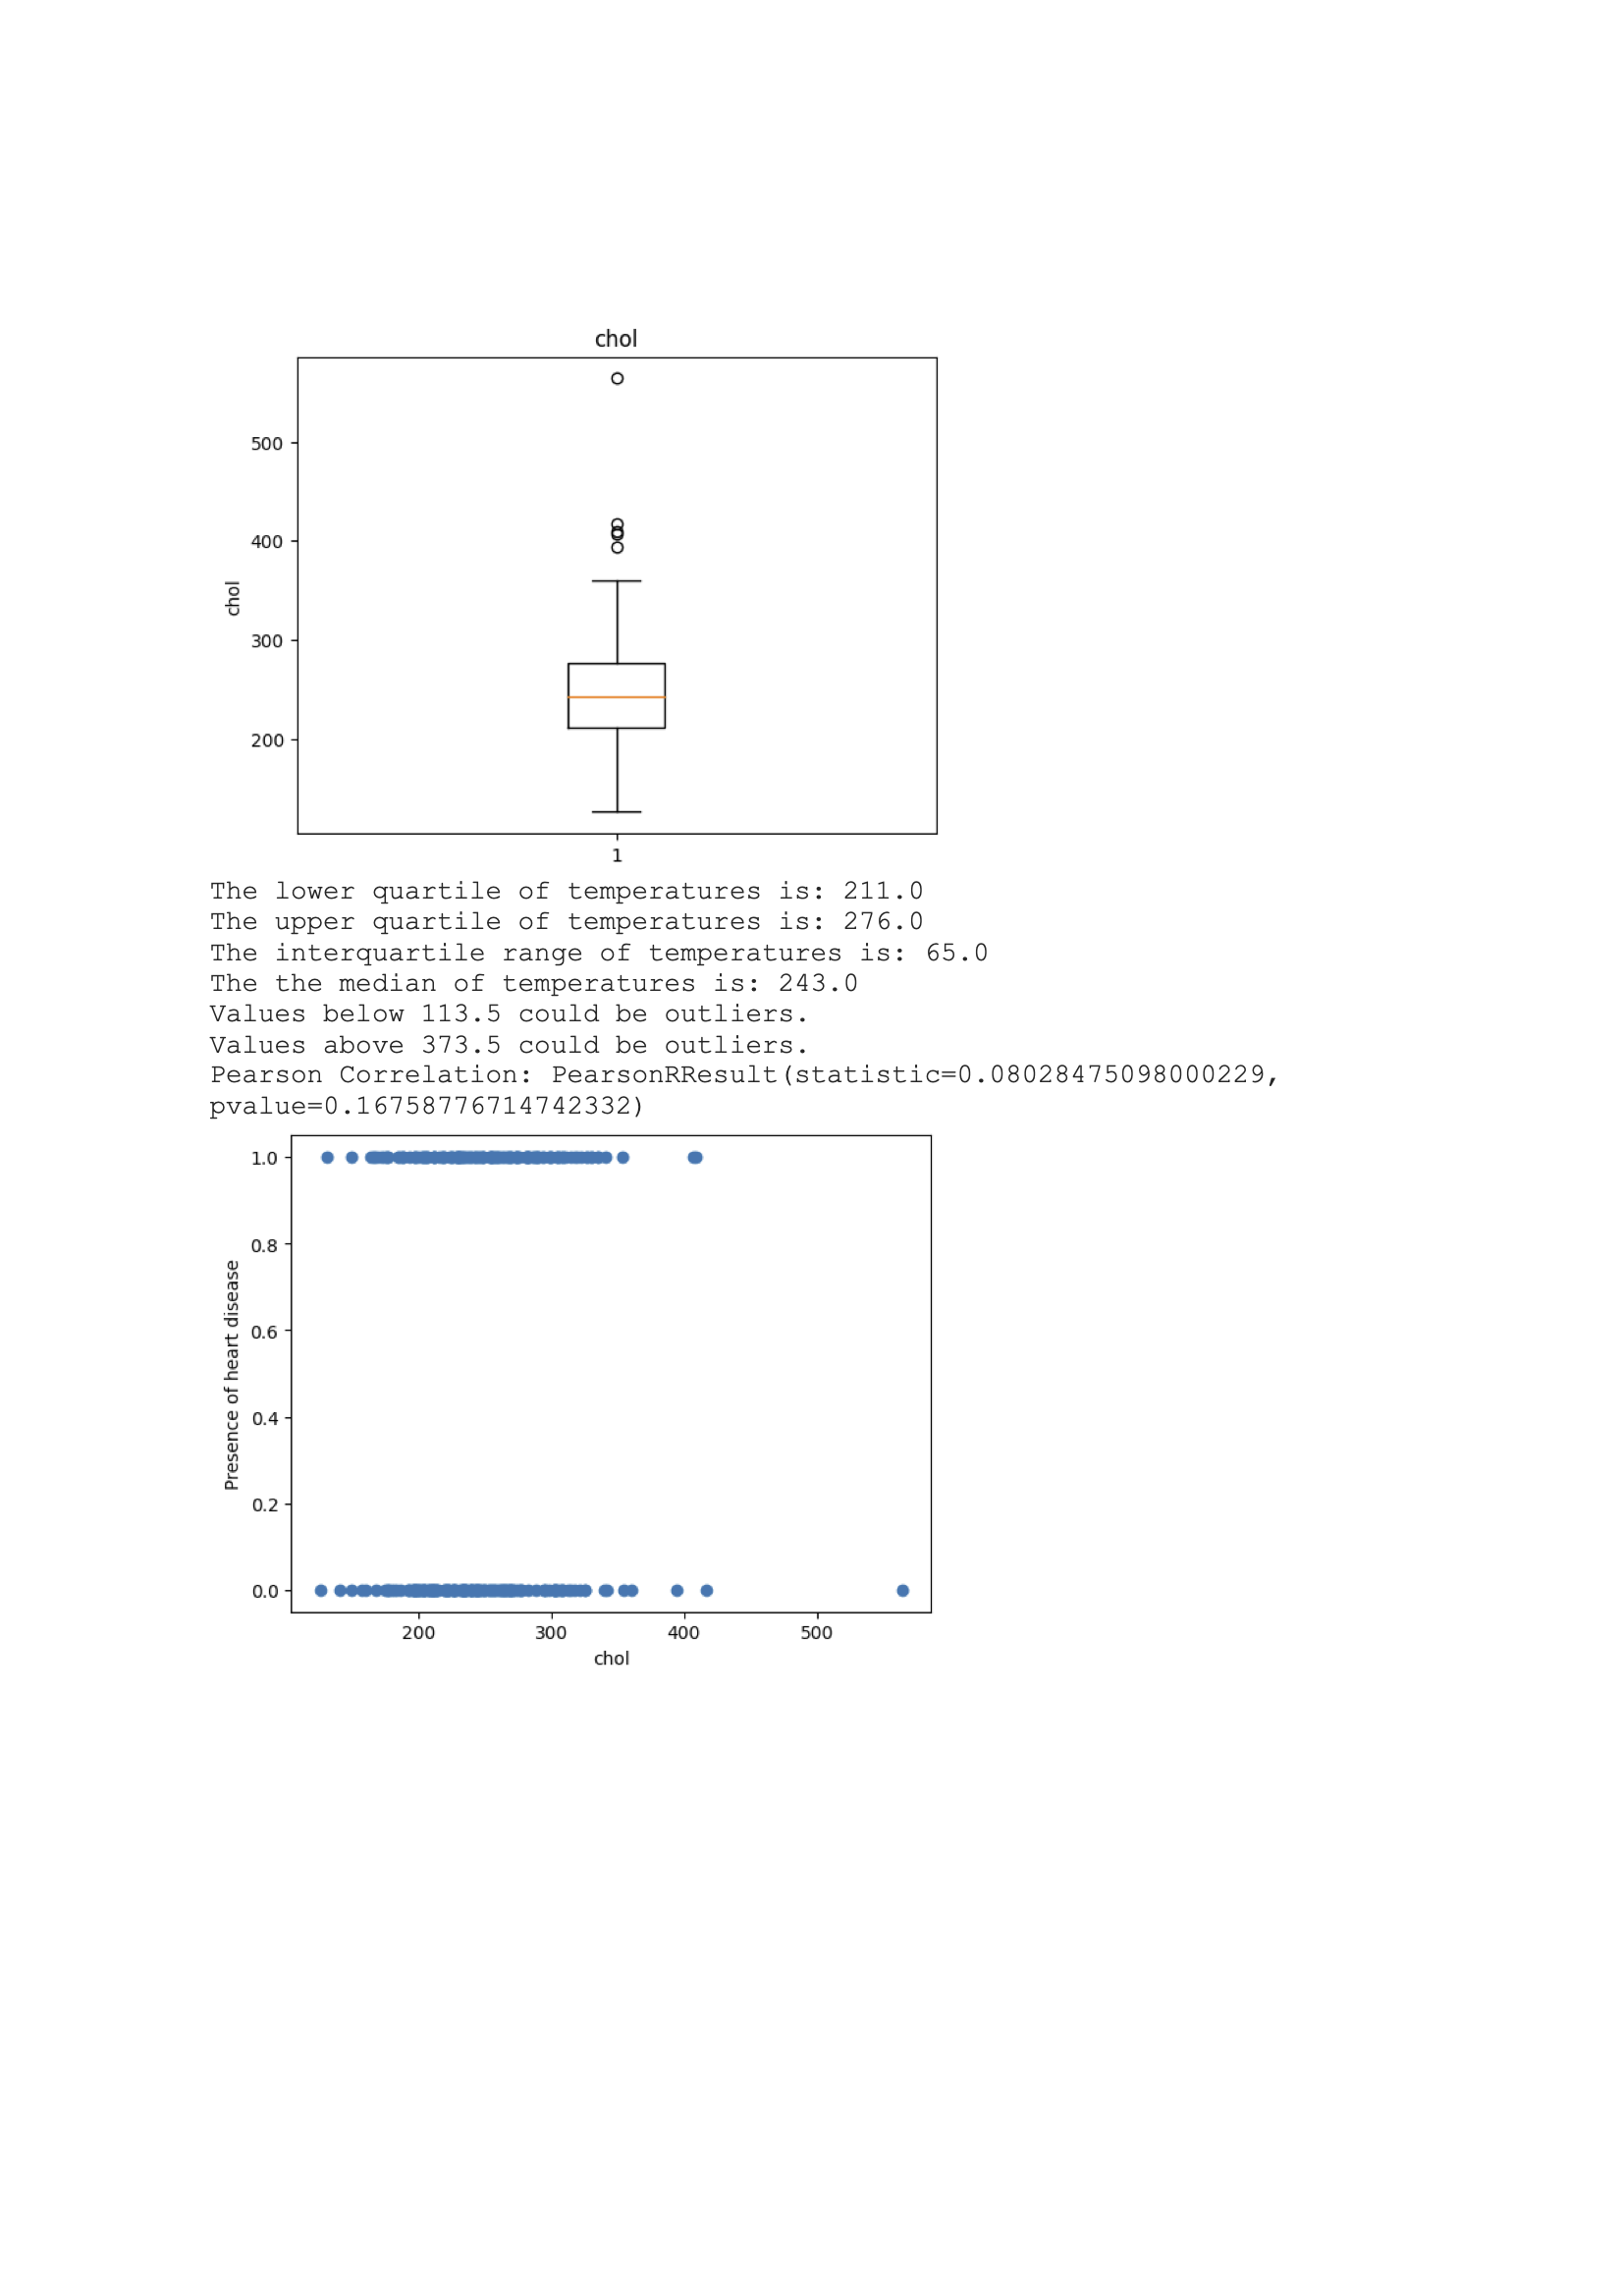 chol
500
400
300
200
chol
1
The lower quartile of temperatures is: 211.0
The upper quartile of temperatures is: 276.0
The interquartile range of temperatures is: 65.0
The the median of temperatures is: 243.0
Values below 113.5 could be outliers.
Values above 373.5 could be outliers.
Pearson Correlation: PearsonRResult(statistic=0.08028475098000229,
pvalue=0.16758776714742332)
1.0
0.8
0.6
0.4
0.2
0.0
Presence of heart disease
200 300 400 500
chol